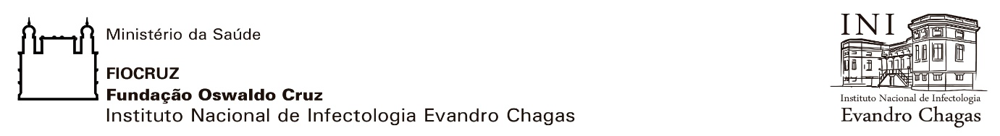 Ministério da Saúde
FIOCRUZ
Fundação Oswaldo Cruz
Instituto Nacional de Infectologia Evandro Chagas
INI
Instituto Nacional de Infectologia
Evandro Chagas